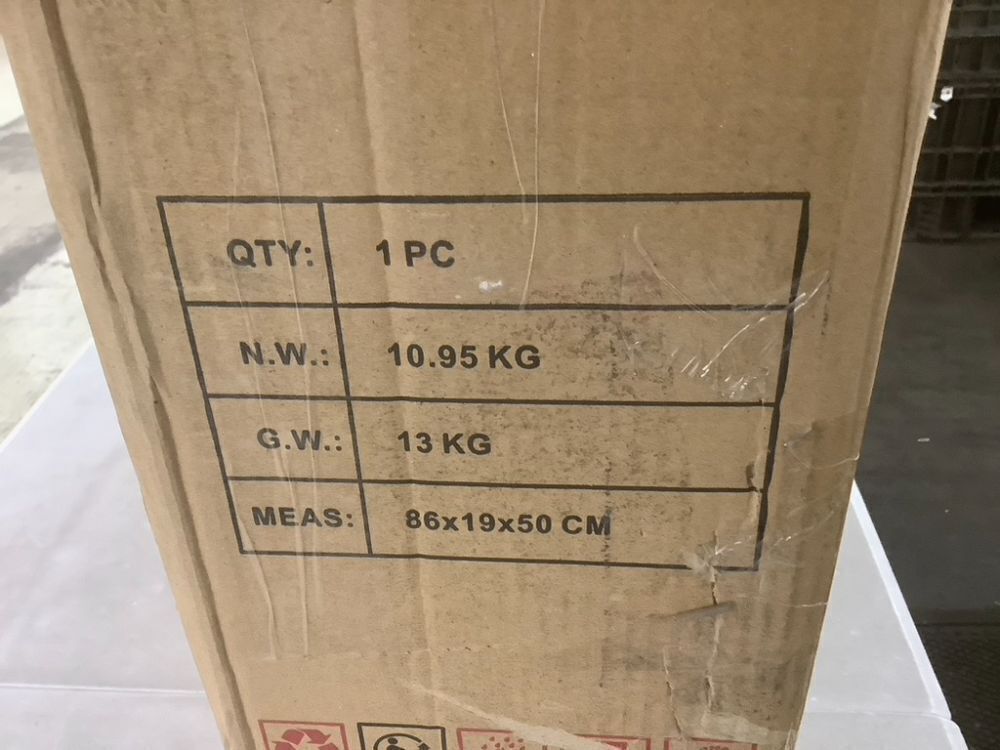 QTY: 1 PC
N.W.: 10.95 KG
G.W.: 13 KG
MEAS: 86x19x50 CM